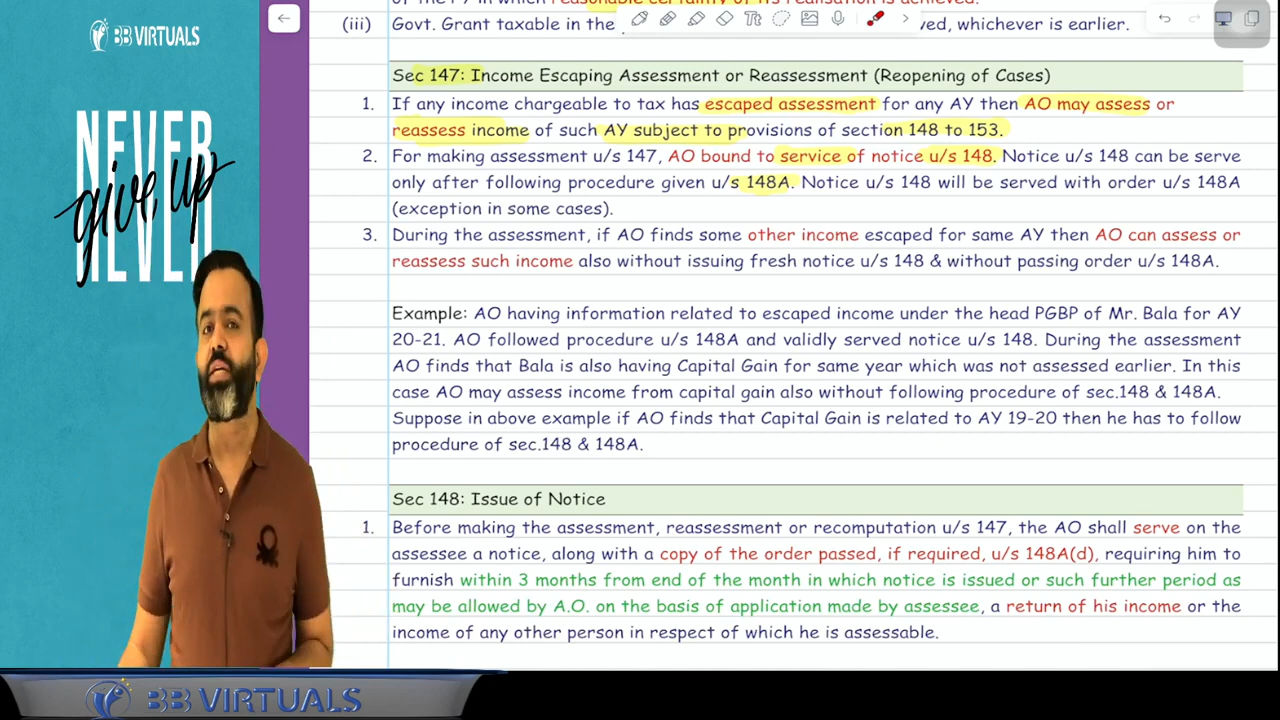 BB VIRTUALS
NEVER
give up
NEVER
reasonable certainty of its realisation is achieved.
(iii) Govt. Grant taxable in the
ved, whichever is earlier.
Sec 147: Income Escaping Assessment or Reassessment (Reopening of Cases)
1. If any income chargeable to tax has escaped assessment for any AY then AO may assess or
reassess income of such AY subject to provisions of section 148 to 153.
2. For making assessment u/s 147, AO bound to service of notice u/s 148. Notice u/s 148 can be serve
only after following procedure given u/s 148A. Notice u/s 148 will be served with order u/s 148A
(exception in some cases).
3. During the assessment, if AO finds some other income escaped for same AY then AO can assess or
reassess such income also without issuing fresh notice u/s 148 & without passing order u/s 148A.
Example: AO having information related to escaped income under the head PGBP of Mr. Bala for AY
20-21. AO followed procedure u/s 148A and validly served notice u/s 148. During the assessment
AO finds that Bala is also having Capital Gain for same year which was not assessed earlier. In this
case AO may assess income from capital gain also without following procedure of sec.148 & 148A.
Suppose in above example if AO finds that Capital Gain is related to AY 19-20 then he has to follow
procedure of sec.148 & 148A.
Sec 148: Issue of Notice
1. Before making the assessment, reassessment or recomputation u/s 147, the AO shall serve on the
assessee a notice, along with a copy of the order passed, if required, u/s 148A(d), requiring him to
furnish within 3 months from end of the month in which notice is issued or such further period as
may be allowed by A.O. on the basis of application made by assessee, a return of his income or the
income of any other person in respect of which he is assessable.
BB VIRTUALS